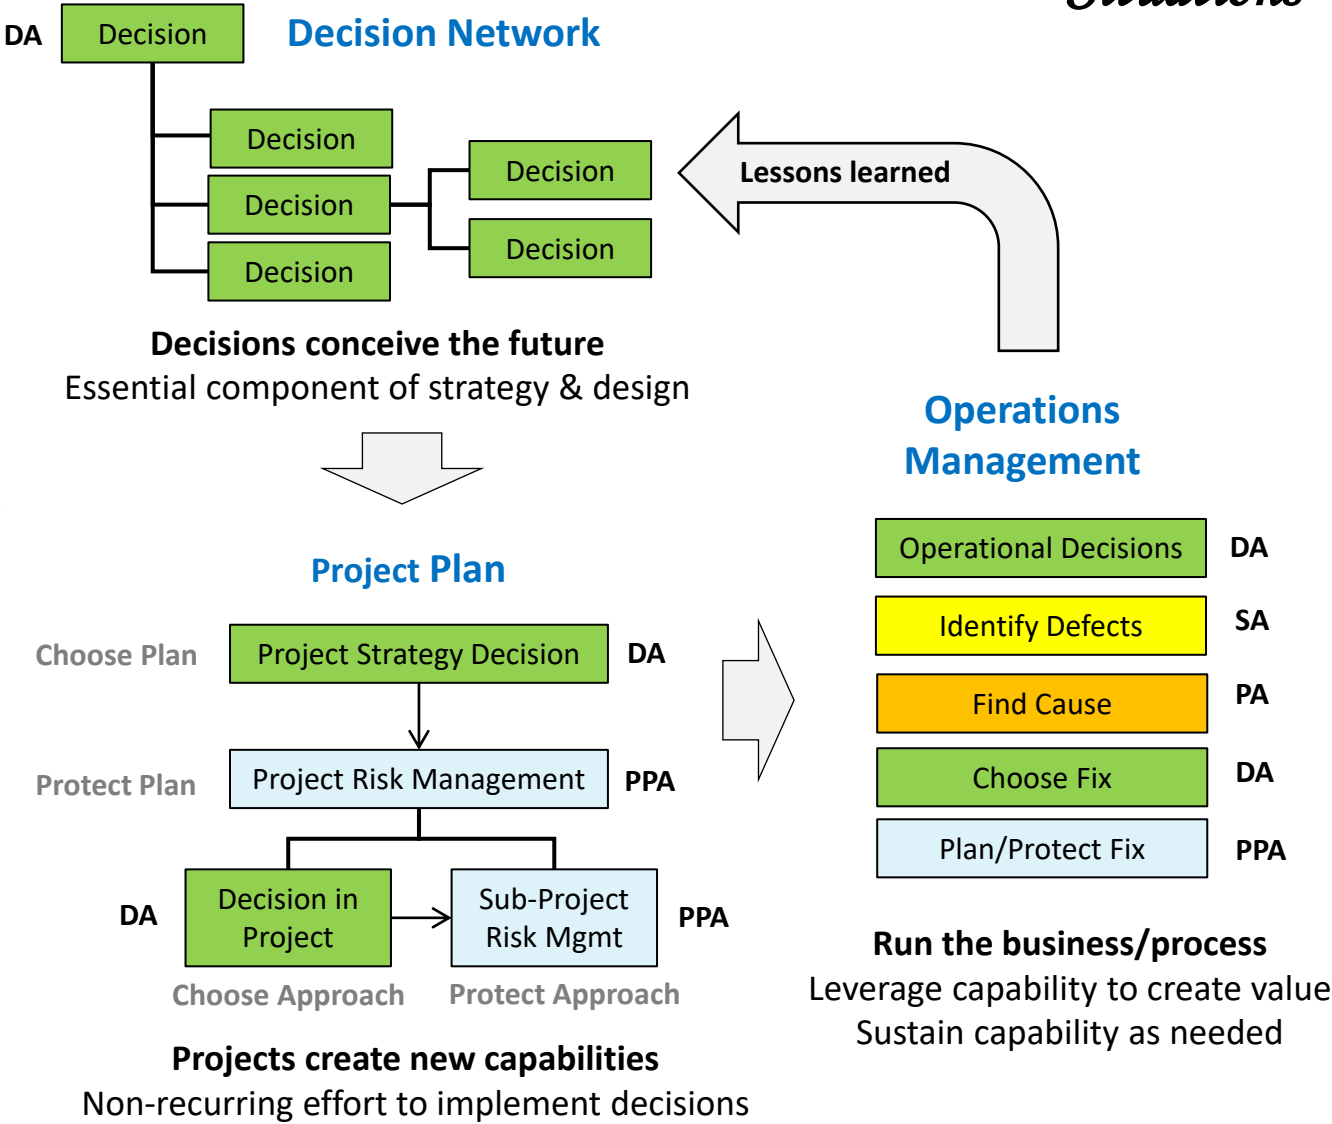 DA Decision Decision Network
Decision
Decision
Decision
Decision
Decision
Lessons learned
Decisions conceive the future
Essential component of strategy & design
Project Plan
Choose Plan Project Strategy Decision DA
Protect Plan Project Risk Management PPA
DA Decision in
Project
Sub-Project
Risk Mgmt PPA
Choose Approach Protect Approach
Projects create new capabilities
Non-recurring effort to implement decisions
Operations
Management
Operational Decisions DA
Identify Defects SA
Find Cause PA
Choose Fix DA
Plan/Protect Fix PPA
Run the business/process
Leverage capability to create value
Sustain capability as needed